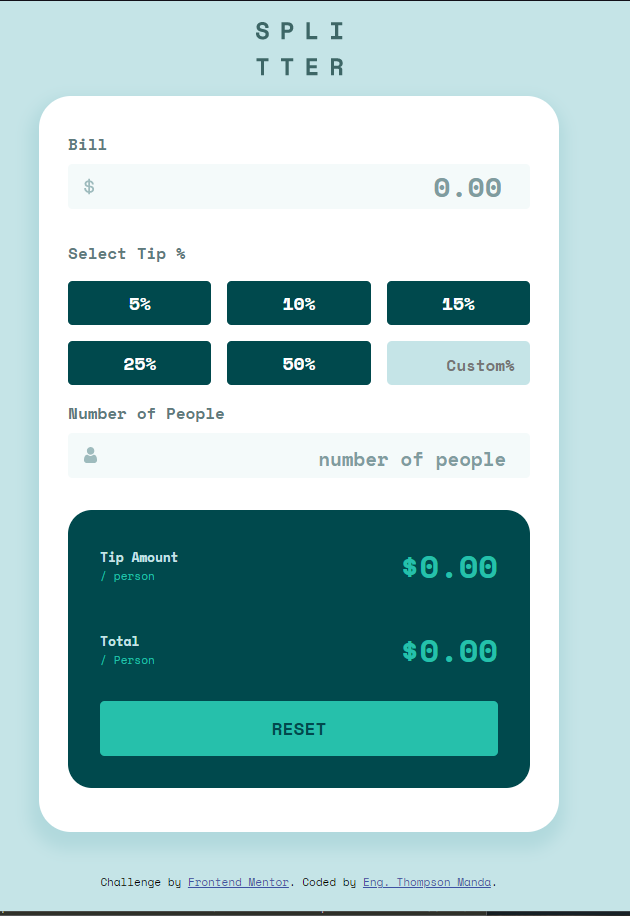 SPLI
TTER
Bill
$ 0.00
Select Tip %
5% 10% 15%
25% 50% Custom%
Number of People
number of people
Tip Amount
/ person
$0.00
Total
/ Person
$0.00
RESET
Challenge by Frontend Mentor. Coded by Eng. Thompson Manda.